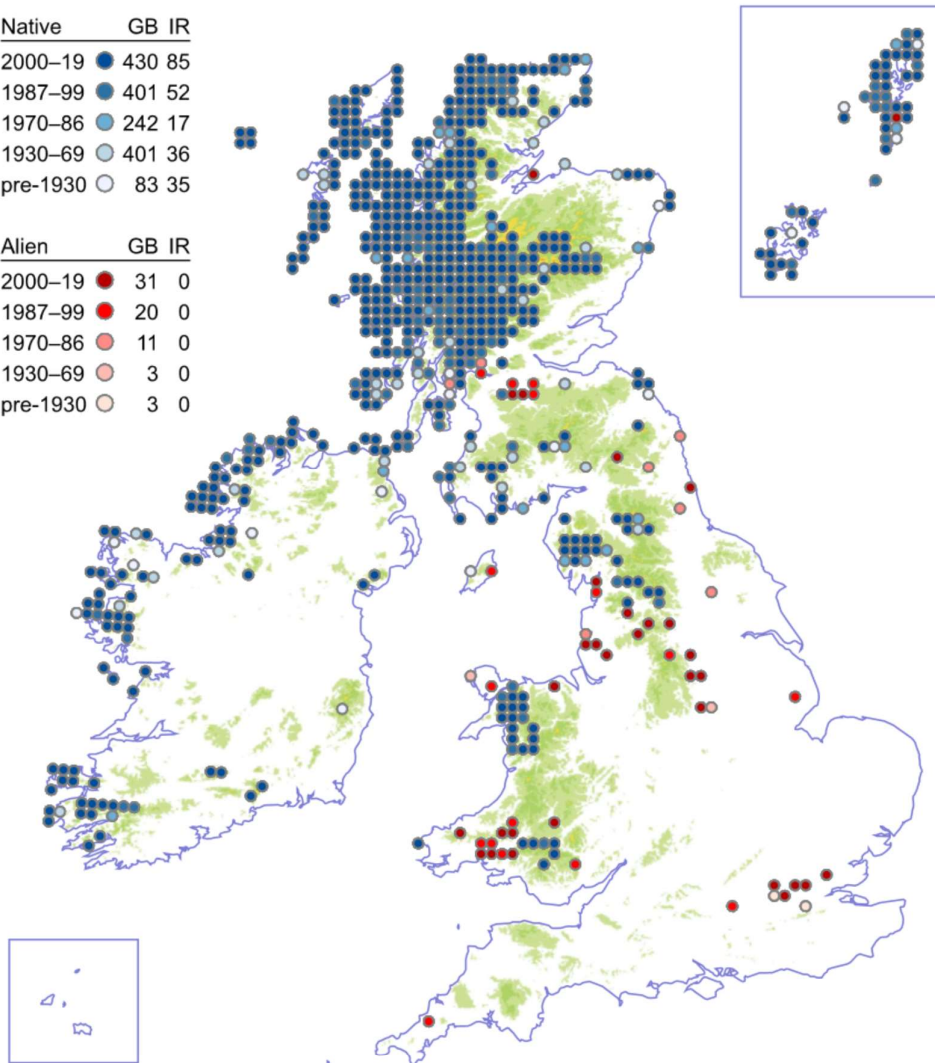 Native GB IR
2000–19 430 85
1987–99 401 52
1970–86 242 17
1930–69 401 36
pre-1930 83 35
Alien GB IR
2000–19 31 0
1987–99 20 0
1970–86 11 0
1930–69 3 0
pre-1930 3 0